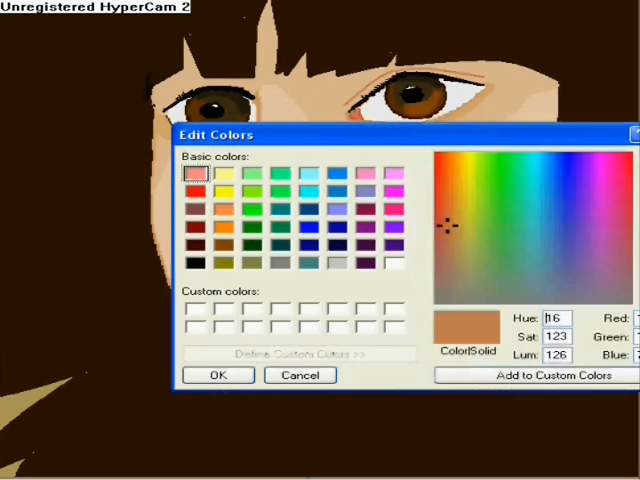 Unregistered HyperCam 2
Edit Colors
Basic colors:
Custom colors:
Define Custom Colors >>
OK
Cancel
Hue: 16
Sat: 123
Lum: 126
Red:
Green:
Blue:
Color|Solid
Add to Custom Colors